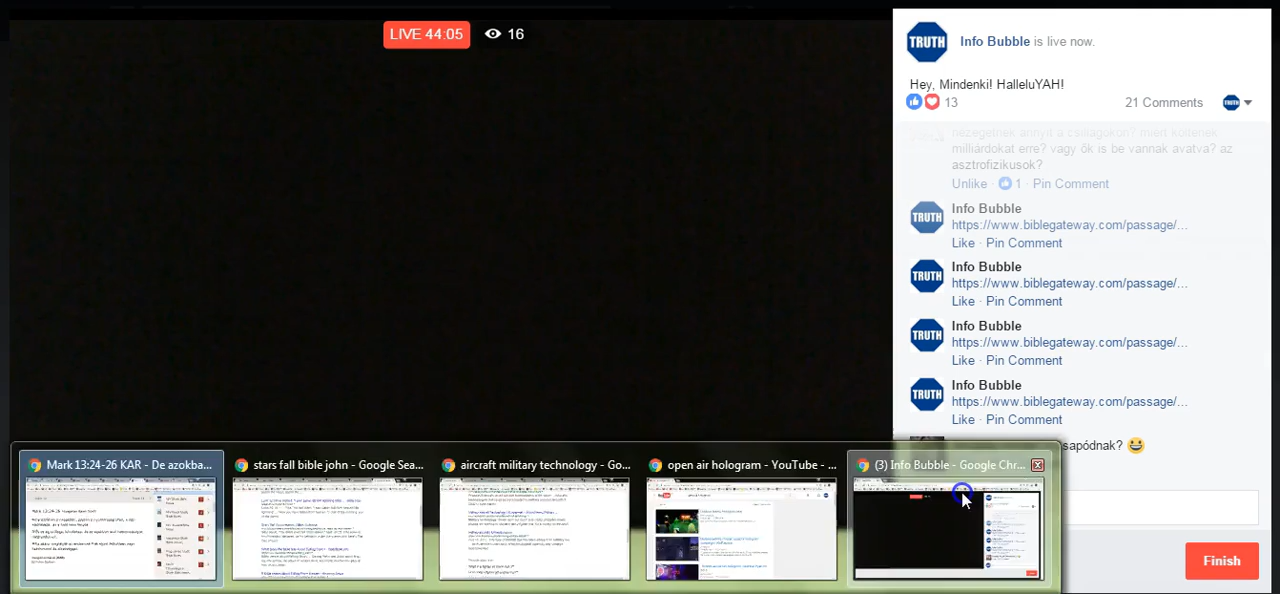 LIVE 44:05 16
TRUTH Info Bubble is live now.
Hey, Mindenki! HalleluYAH!
13 21 Comments TRUTH
nézegetnek annyit a csillagokon? miért költenek
milliárdokat erre? vagy ők is be vannak avatva? az
asztrofizikusok?
Unlike · 1 · Pin Comment
TRUTH Info Bubble
https://www.biblegateway.com/passage/...
Like · Pin Comment
TRUTH Info Bubble
https://www.biblegateway.com/passage/...
Like · Pin Comment
TRUTH Info Bubble
https://www.biblegateway.com/passage/...
Like · Pin Comment
TRUTH Info Bubble
https://www.biblegateway.com/passage/...
Like · Pin Comment
sapódnak? 😀
Mark 13:24-26 KAR - De azokba...
stars fall bible john - Google Sea...
aircraft military technology - Go...
open air hologram - YouTube - ...
(3) Info Bubble - Google Chr...
Finish